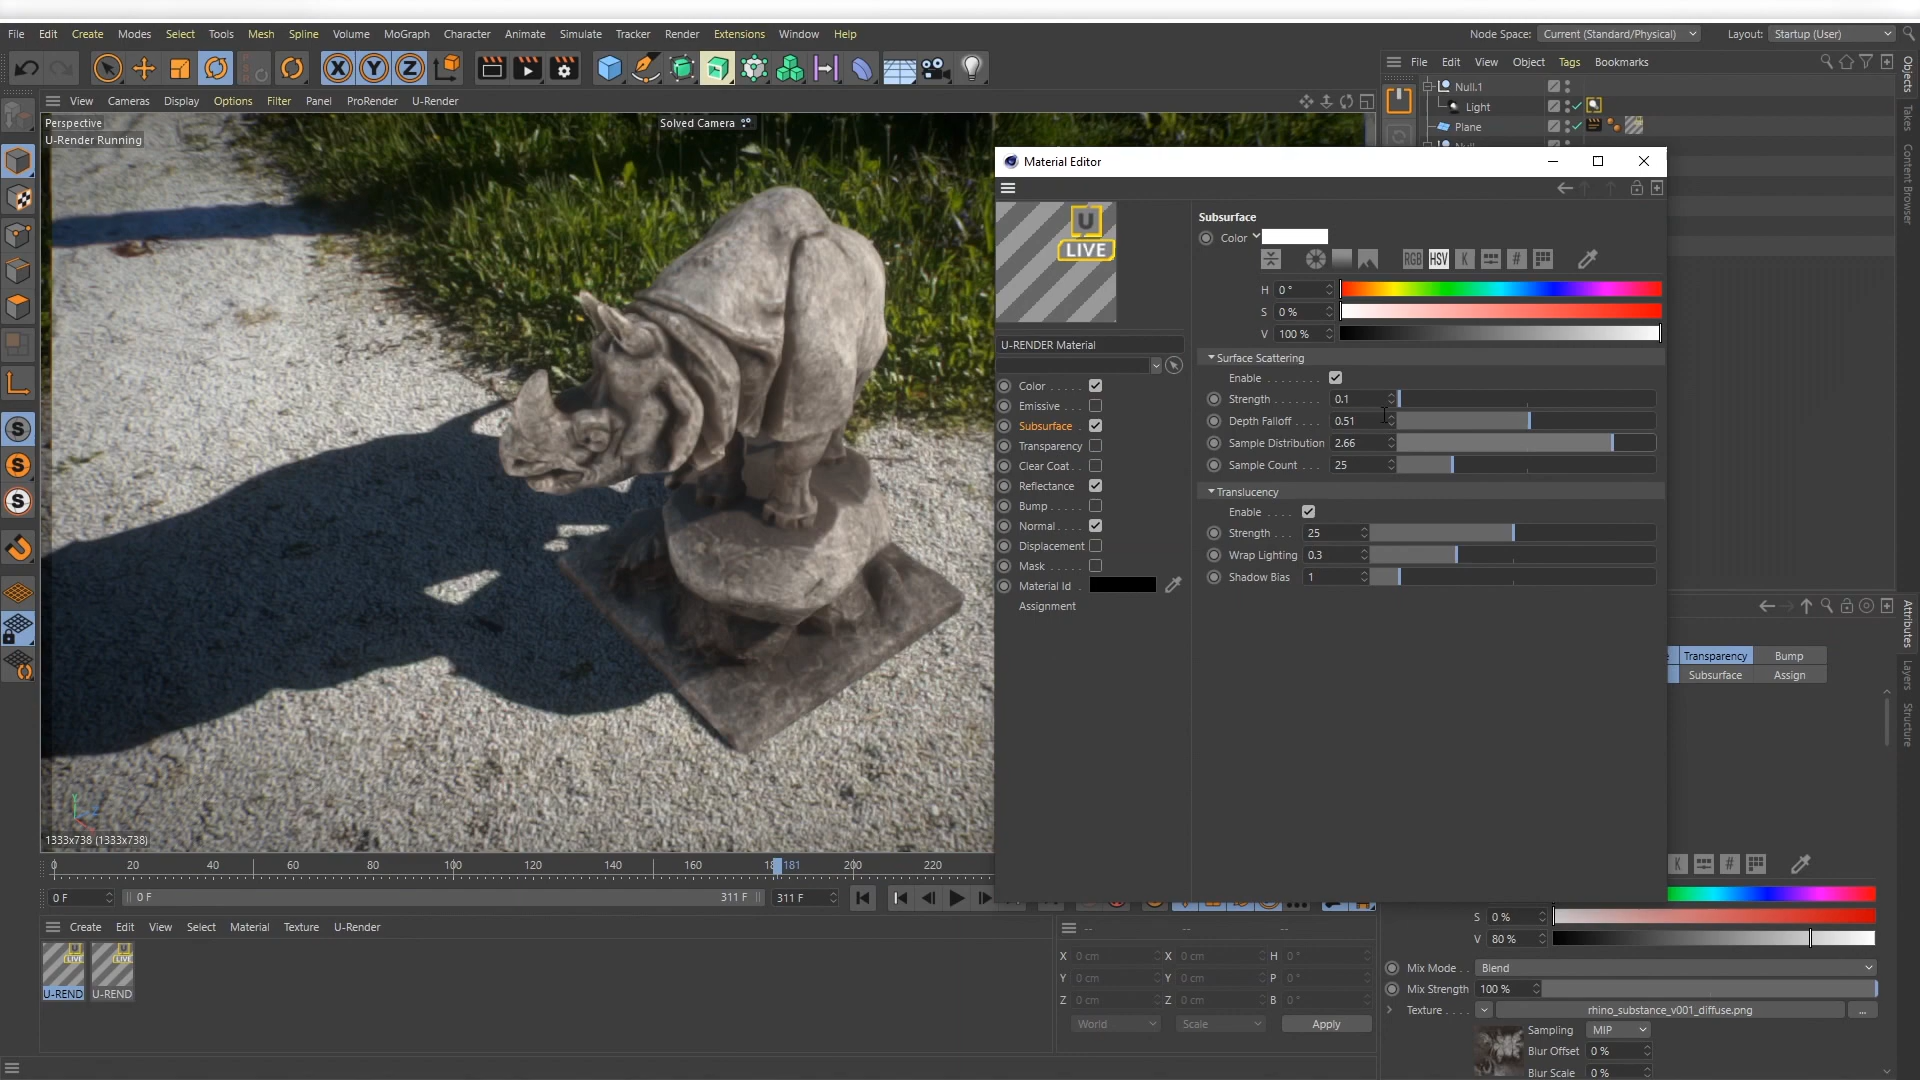 File Edit Create Modes Select Tools Mesh Spline Volume MoGraph Character Animate Simulate Tracker Render Extensions Window Help
Node Space: Current (Standard/Physical) Layout: Startup (User)
X Y Z
File Edit View Object Tags Bookmarks
Objects
Takes
Content Browser
Null.1
Light
Plane
View Cameras Display Options Filter Panel ProRender U-Render
Perspective
U-Render Running
Solved Camera
Material Editor
U
LIVE
U-RENDER Material
Color
Emissive
Subsurface
Transparency
Clear Coat
Reflectance
Bump
Normal
Displacement
Mask
Material Id
Assignment
Subsurface
Color
RGB HSV K #
H 0 °
S 0 %
V 100 %
Surface Scattering
Enable
Strength 0.1
Depth Falloff 0.51
Sample Distribution 2.66
Sample Count 25
Translucency
Enable
Strength 25
Wrap Lighting 0.3
Shadow Bias 1
Attributes
Layers
Structure
Transparency Bump
Subsurface Assign
K #
S 0 %
V 80 %
Mix Mode Blend
Mix Strength 100 %
Texture rhino_substance_v001_diffuse.png ...
Sampling MIP
Blur Offset 0 %
Blur Scale 0 %
1333x738 (1333x738)
0 20 40 60 80 100 120 140 160 181 200 220
0 F 0 F 311 F 311 F
Create Edit View Select Material Texture U-Render
U LIVE U LIVE
U-REND U-REND
-- -- --
X 0 cm X 0 cm H 0 °
Y 0 cm Y 0 cm P 0 °
Z 0 cm Z 0 cm B 0 °
World Scale Apply